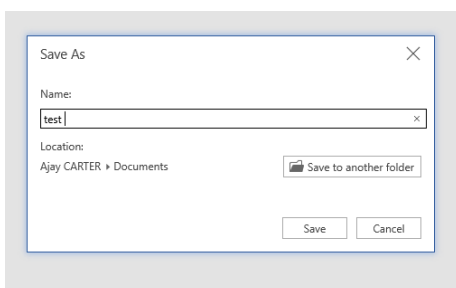 Save As
Name:
test
Location:
Ajay CARTER ▸ Documents
Save to another folder
Save Cancel